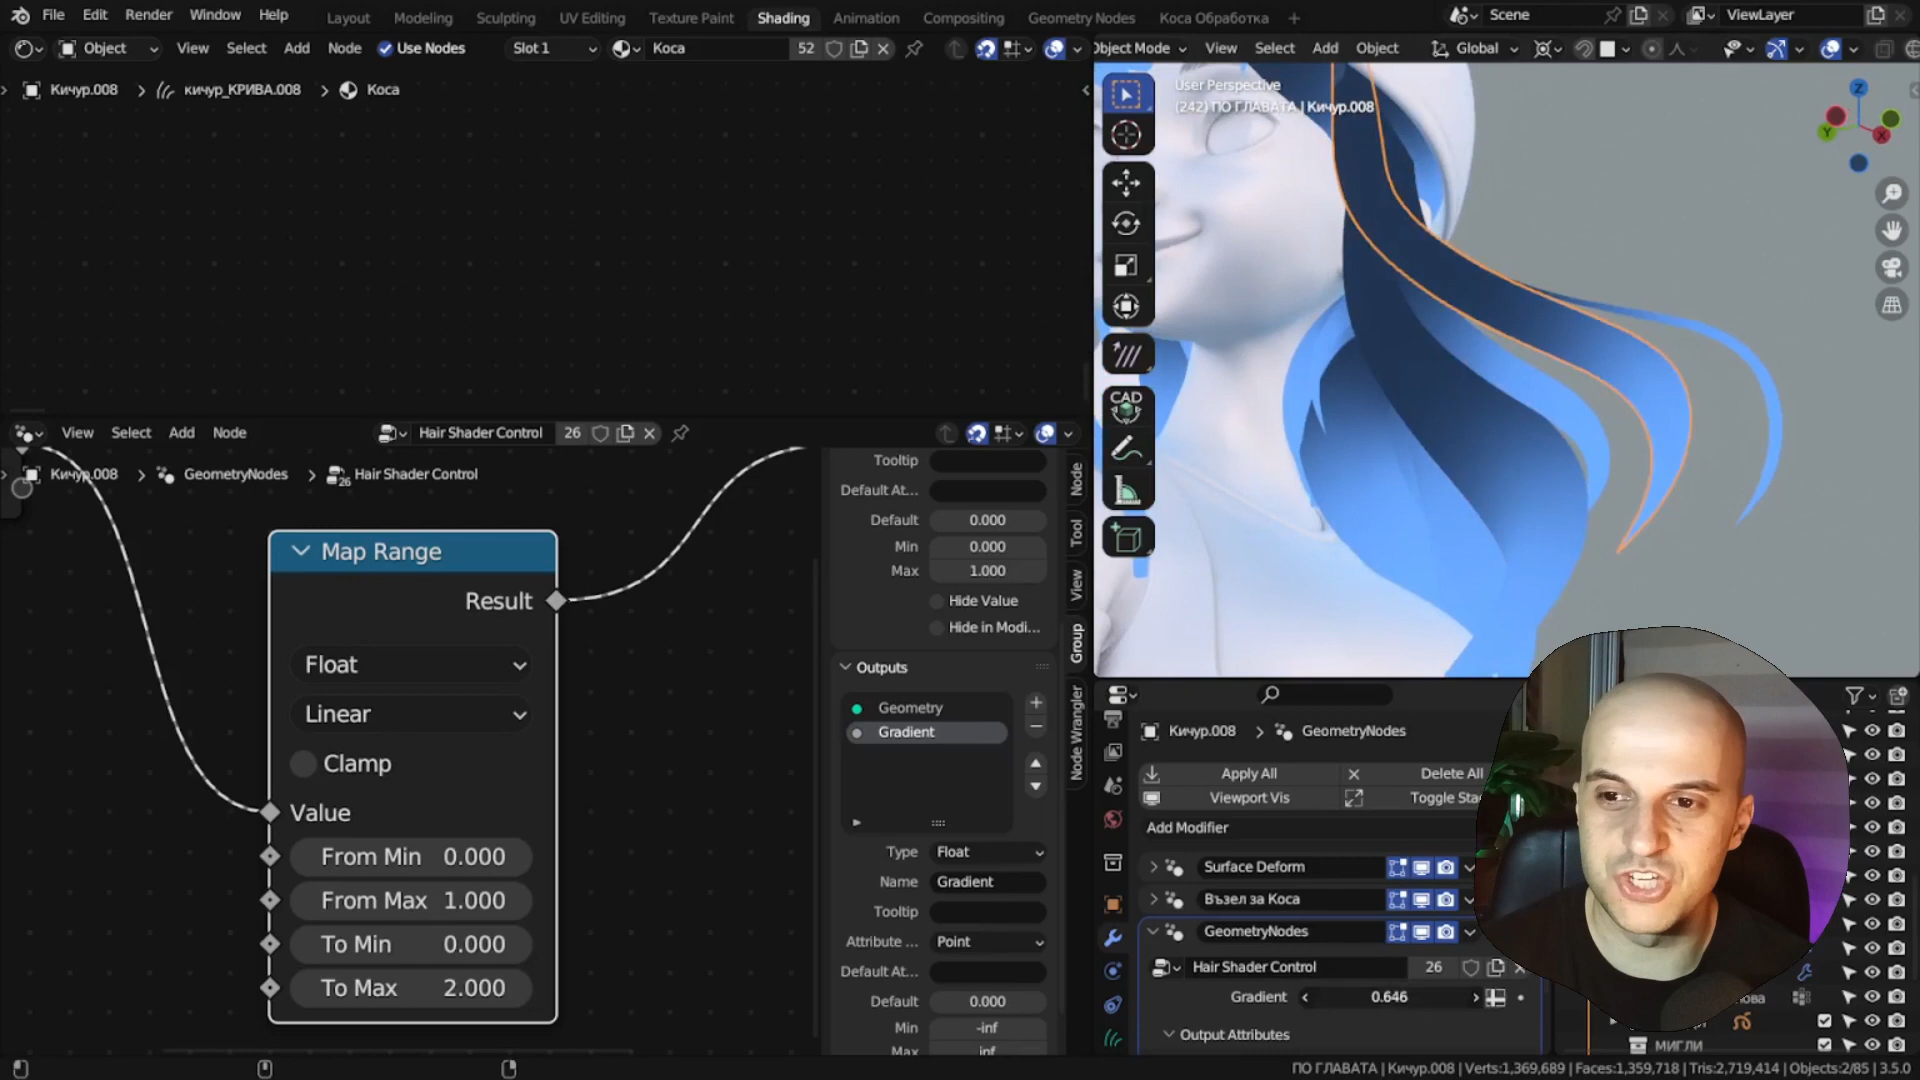 File Edit Render Window Help Layout Modeling Sculpting UV Editing Texture Paint Shading Animation Compositing Geometry Nodes Коса Обработка + Scene ViewLayer
Object View Select Add Node Use Nodes Slot 1 Коса 52
Object Mode View Select Add Object Global
Кичур.008 кичур_КРИВА.008 Коса
User Perspective
(242) ПО ГЛАВАТА | Кичур.008
Z
Y
X
CAD
View Select Add Node Hair Shader Control 26
Кичур.008 GeometryNodes Hair Shader Control
26
Map Range
Result
Float
Linear
Clamp
Value
From Min 0.000
From Max 1.000
To Min 0.000
To Max 2.000
Tooltip
Default At...
Default 0.000
Min 0.000
Max 1.000
Hide Value
Hide in Modi...
Outputs
Geometry
Gradient
Type Float
Name Gradient
Tooltip
Attribute ... Point
Default At...
Default 0.000
Min -inf
Max inf
Node
Tool
View
Group
Node Wrangler
Кичур.008 GeometryNodes
Apply All Delete All
Viewport Vis Toggle Sta
Add Modifier
Surface Deform
Възел за Коса
GeometryNodes
Hair Shader Control 26
Gradient 0.646
Output Attributes
МИГЛИ
ПО ГЛАВАТА | Кичур.008 | Verts:1,369,689 | Faces:1,359,718 | Tris:2,719,414 | Objects:2/85 | 3.5.0